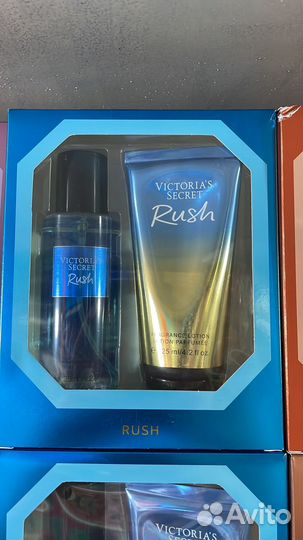 VICTORIA'S
SECRET
Rush
VICTORIA'S
SECRET
Rush
FRAGRANCE LOTION
LOTION PARFUMÉE
125 ml/4.2 fl. oz.
RUSH
VICTORIA'S
SECRET
Avito